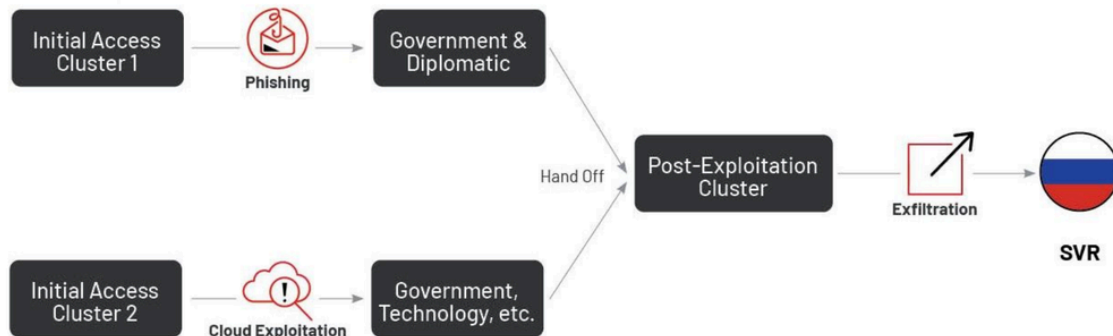 Initial Access
Cluster 1
Phishing
Government &
Diplomatic
Hand Off
Post-Exploitation
Cluster
Exfiltration
SVR
Initial Access
Cluster 2
Cloud Exploitation
Government,
Technology, etc.